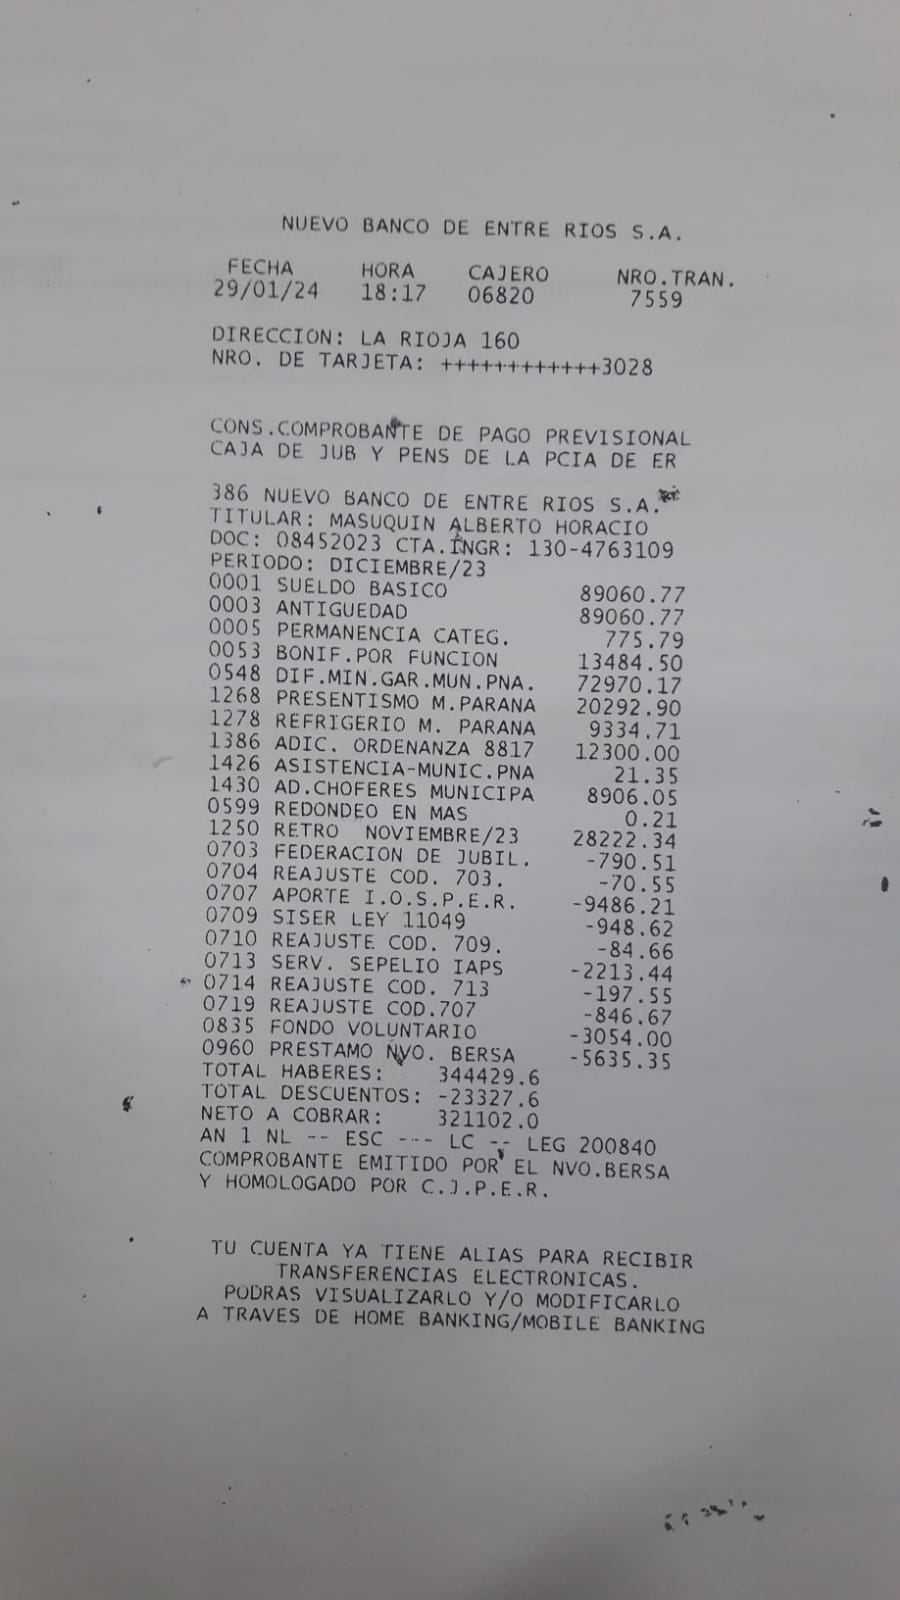 NUEVO BANCO DE ENTRE RIOS S.A.
FECHA HORA CAJERO NRO.TRAN.
29/01/24 18:17 06820 7559
DIRECCION: LA RIOJA 160
NRO. DE TARJETA: ++++++++++++3028
CONS.COMPROBANTE DE PAGO PREVISIONAL
CAJA DE JUB Y PENS DE LA PCIA DE ER
386 NUEVO BANCO DE ENTRE RIOS S.A.
TITULAR: MASUQUIN ALBERTO HORACIO
DOC: 08452023 CTA.INGR: 130-4763109
PERIODO: DICIEMBRE/23
0001 SUELDO BASICO 89060.77
0003 ANTIGUEDAD 89060.77
0005 PERMANENCIA CATEG. 775.79
0053 BONIF.POR FUNCION 13484.50
0548 DIF.MIN.GAR.MUN.PNA. 72970.17
1268 PRESENTISMO M.PARANA 20292.90
1278 REFRIGERIO M. PARANA 9334.71
1386 ADIC. ORDENANZA 8817 12300.00
1426 ASISTENCIA-MUNIC.PNA 21.35
1430 AD.CHOFERES MUNICIPA 8906.05
0599 REDONDEO EN MAS 0.21
1250 RETRO NOVIEMBRE/23 28222.34
0703 FEDERACION DE JUBIL. -790.51
0704 REAJUSTE COD. 703. -70.55
0707 APORTE I.O.S.P.E.R. -9486.21
0709 SISER LEY 11049 -948.62
0710 REAJUSTE COD. 709. -84.66
0713 SERV. SEPELIO IAPS -2213.44
0714 REAJUSTE COD. 713 -197.55
0719 REAJUSTE COD.707 -846.67
0835 FONDO VOLUNTARIO -3054.00
0960 PRESTAMO NVO. BERSA -5635.35
TOTAL HABERES: 344429.6
TOTAL DESCUENTOS: -23327.6
NETO A COBRAR: 321102.0
AN 1 NL -- ESC --- LC -- LEG 200840
COMPROBANTE EMITIDO POR EL NVO.BERSA
Y HOMOLOGADO POR C.J.P.E.R.
TU CUENTA YA TIENE ALIAS PARA RECIBIR
TRANSFERENCIAS ELECTRONICAS.
PODRAS VISUALIZARLO Y/O MODIFICARLO
A TRAVES DE HOME BANKING/MOBILE BANKING